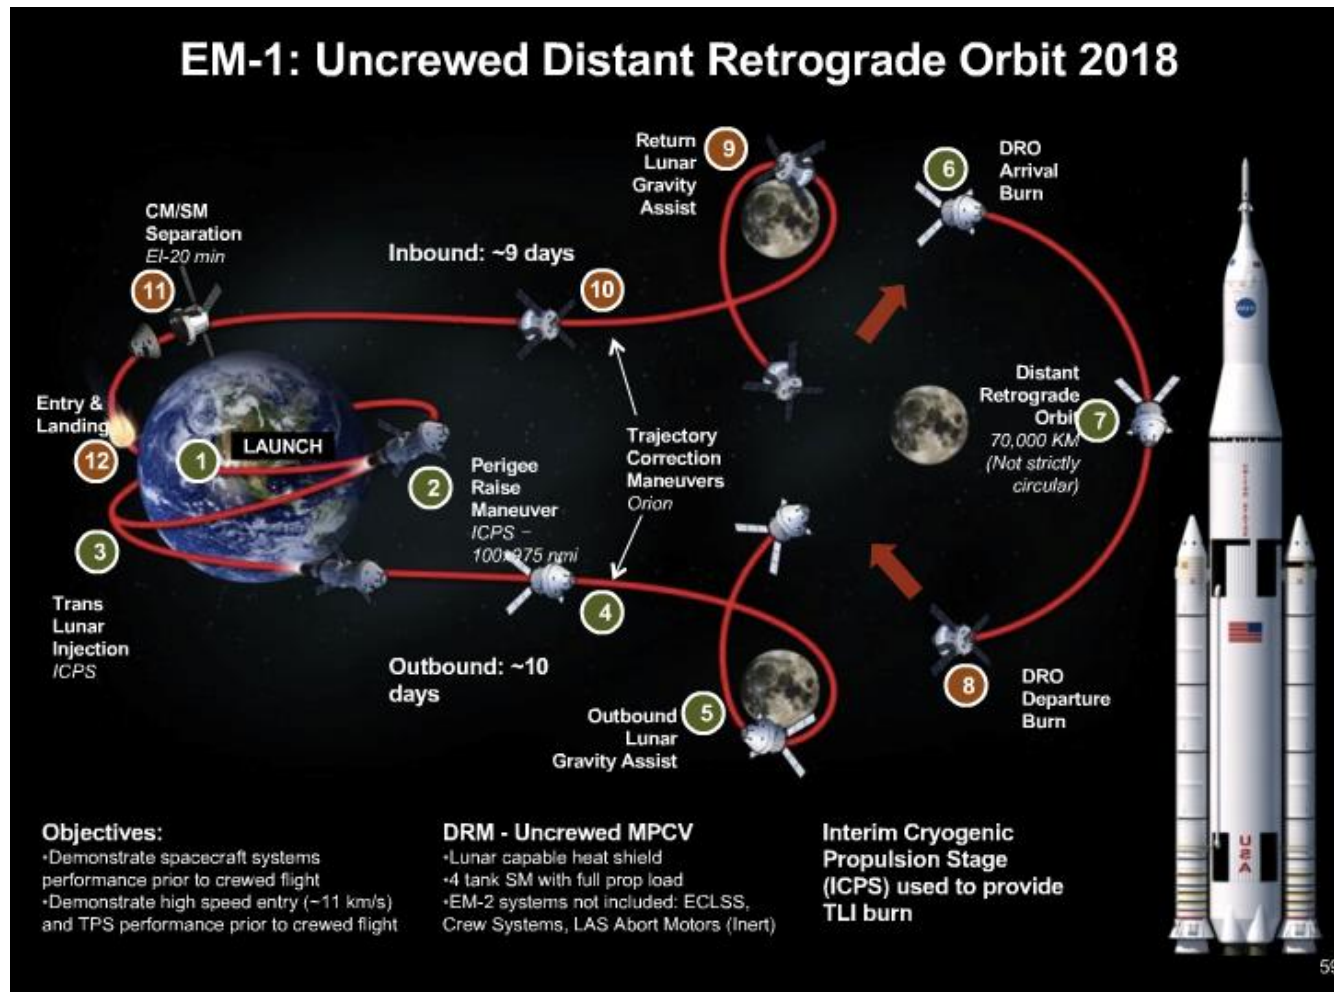 EM-1: Uncrewed Distant Retrograde Orbit 2018
Return
Lunar
Gravity
Assist
9
6
DRO
Arrival
Burn
CM/SM
Separation
EI-20 min
11
Inbound: ~9 days
10
Entry &
Landing
12
1
LAUNCH
2
Perigee
Raise
Maneuver
ICPS –
100x975 nmi
Trajectory
Correction
Maneuvers
Orion
Distant
Retrograde
Orbit
7
70,000 KM
(Not strictly
circular)
3
Trans
Lunar
Injection
ICPS
4
Outbound: ~10
days
5
Outbound
Lunar
Gravity Assist
8
DRO
Departure
Burn
NASA
USA
Objectives:
•Demonstrate spacecraft systems
performance prior to crewed flight
•Demonstrate high speed entry (~11 km/s)
and TPS performance prior to crewed flight
DRM - Uncrewed MPCV
•Lunar capable heat shield
•4 tank SM with full prop load
•EM-2 systems not included: ECLSS,
Crew Systems, LAS Abort Motors (Inert)
Interim Cryogenic
Propulsion Stage
(ICPS) used to provide
TLI burn